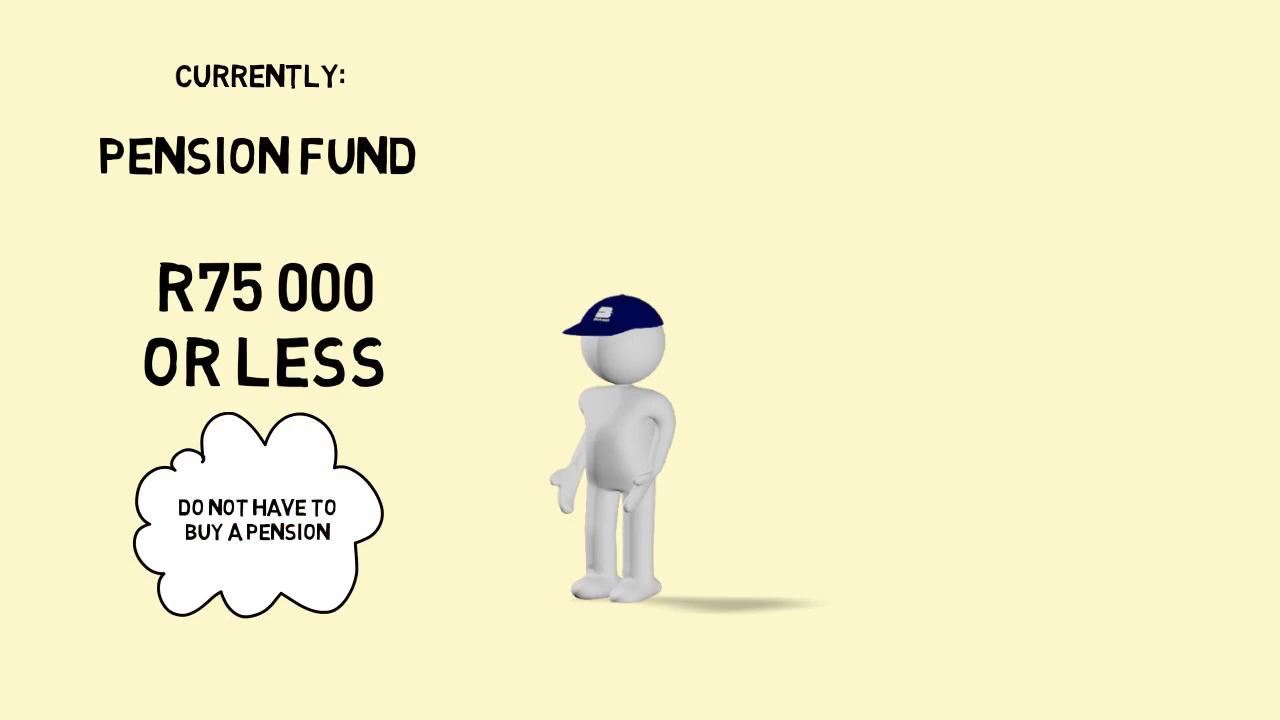 CURRENTLY:
PENSION FUND
R75 000
OR LESS
DO NOT HAVE TO
BUY A PENSION